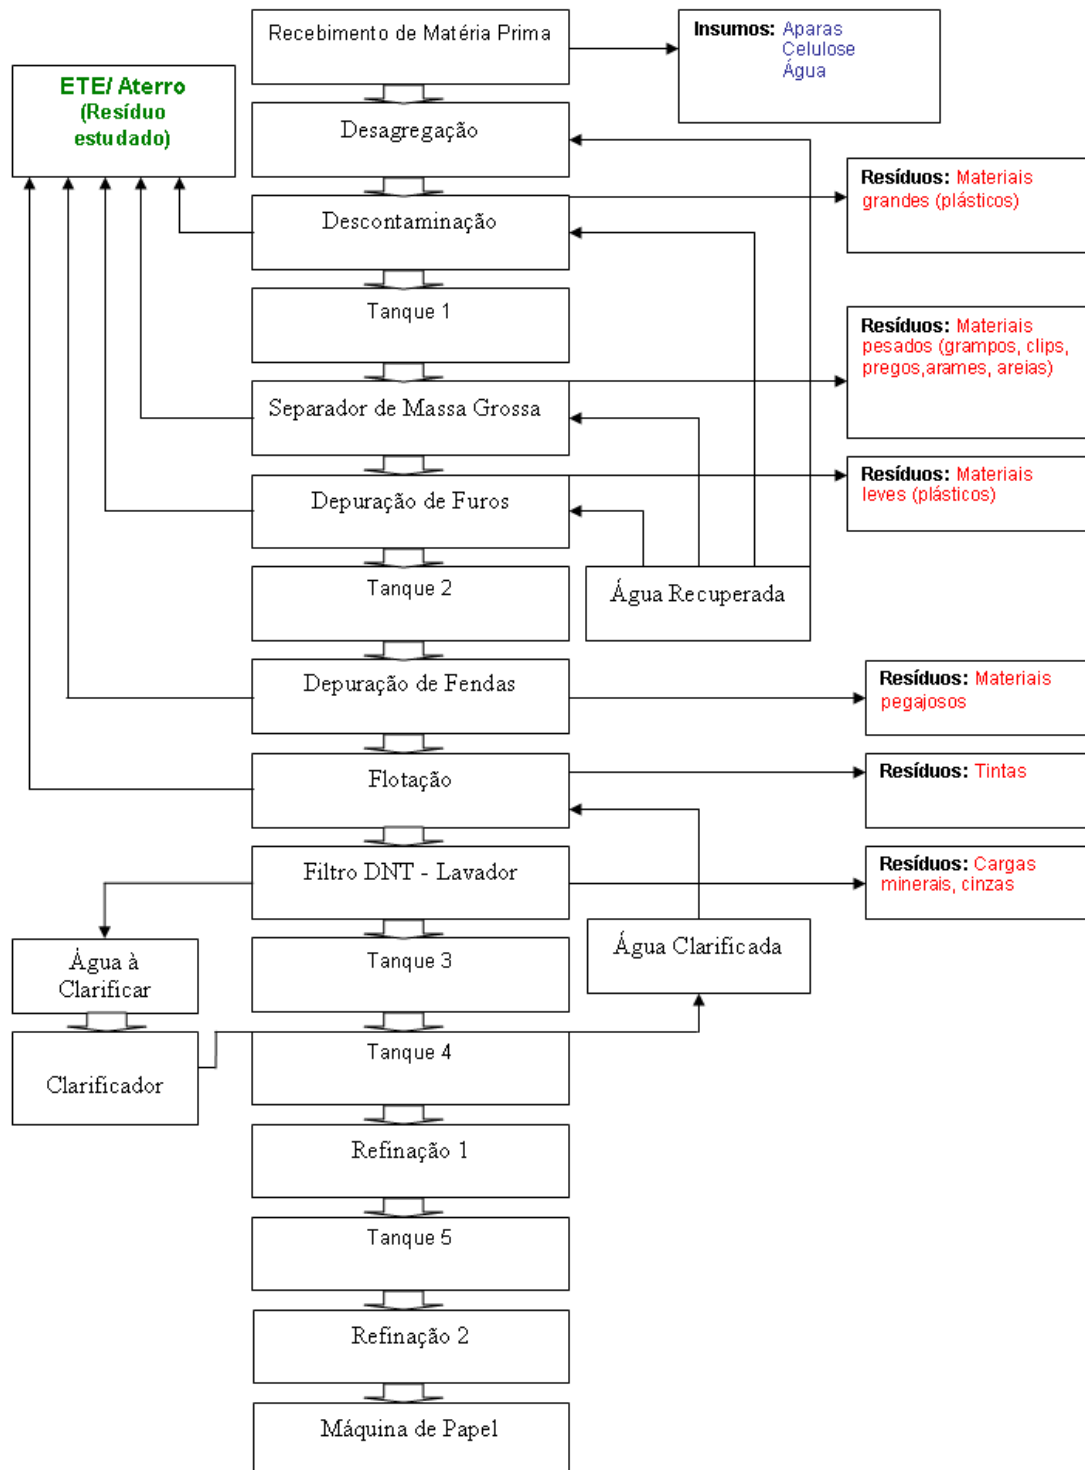 Recebimento de Matéria Prima
Insumos: Aparas
Celulose
Água
ETE/ Aterro
(Resíduo
estudado)
Desagregação
Resíduos: Materiais
grandes (plásticos)
Descontaminação
Tanque 1
Resíduos: Materiais
pesados (grampos, clips,
pregos,arames, areias)
Separador de Massa Grossa
Resíduos: Materiais
leves (plásticos)
Depuração de Furos
Tanque 2
Água Recuperada
Depuração de Fendas
Resíduos: Materiais
pegajosos
Flotação
Resíduos: Tintas
Filtro DNT - Lavador
Resíduos: Cargas
minerais, cinzas
Água à
Clarificar
Tanque 3
Água Clarificada
Clarificador
Tanque 4
Refinação 1
Tanque 5
Refinação 2
Máquina de Papel